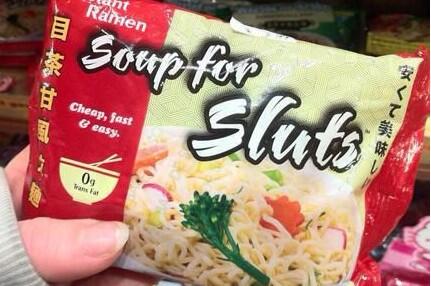 Instant Ramen
Soup for
Sluts
Cheap, fast
& easy.
0g
Trans Fat
目茶甘風
麺
安くて美味し